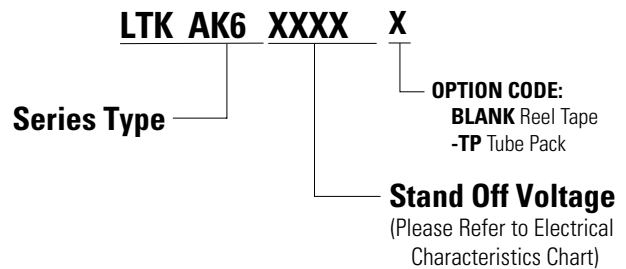 LTK AK6 XXXX X
OPTION CODE:
BLANK Reel Tape
-TP Tube Pack
Series Type
Stand Off Voltage
(Please Refer to Electrical
Characteristics Chart)